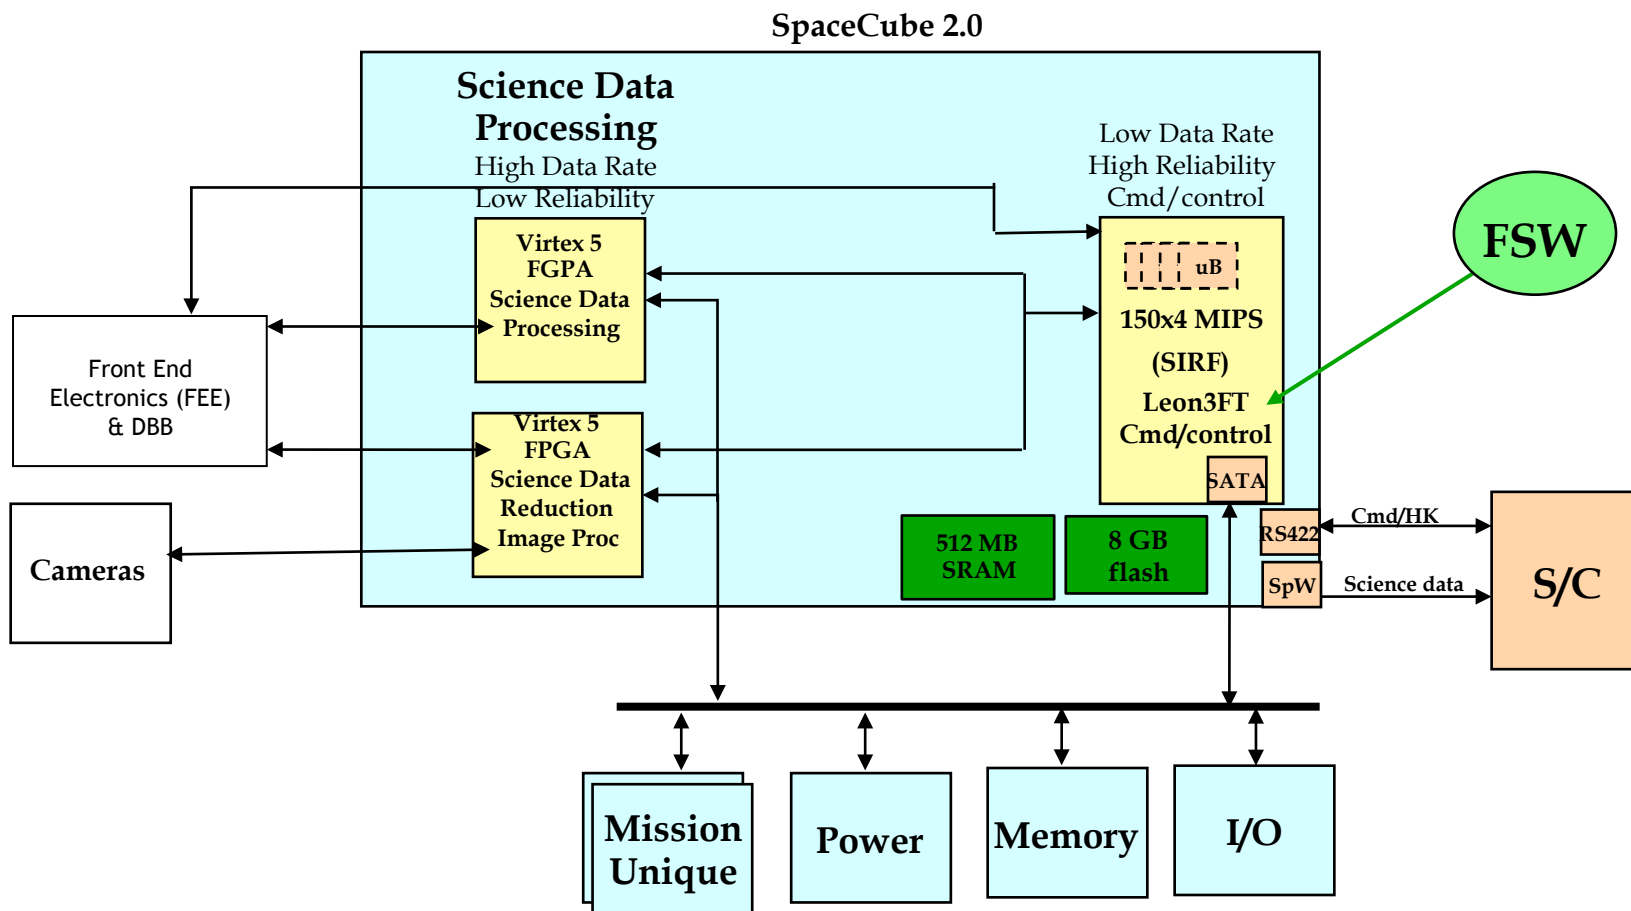 SpaceCube 2.0
Science Data
Processing
High Data Rate
Low Reliability
Low Data Rate
High Reliability
Cmd/control
Virtex 5
FGPA
Science Data
Processing
uB
150x4 MIPS
(SIRF)
Leon3FT
Cmd/control
SATA
FSW
Front End
Electronics (FEE)
& DBB
Virtex 5
FPGA
Science Data
Reduction
Image Proc
Cameras
512 MB
SRAM
8 GB
flash
RS422
SpW
Cmd/HK
Science data
S/C
Mission
Unique
Power
Memory
I/O